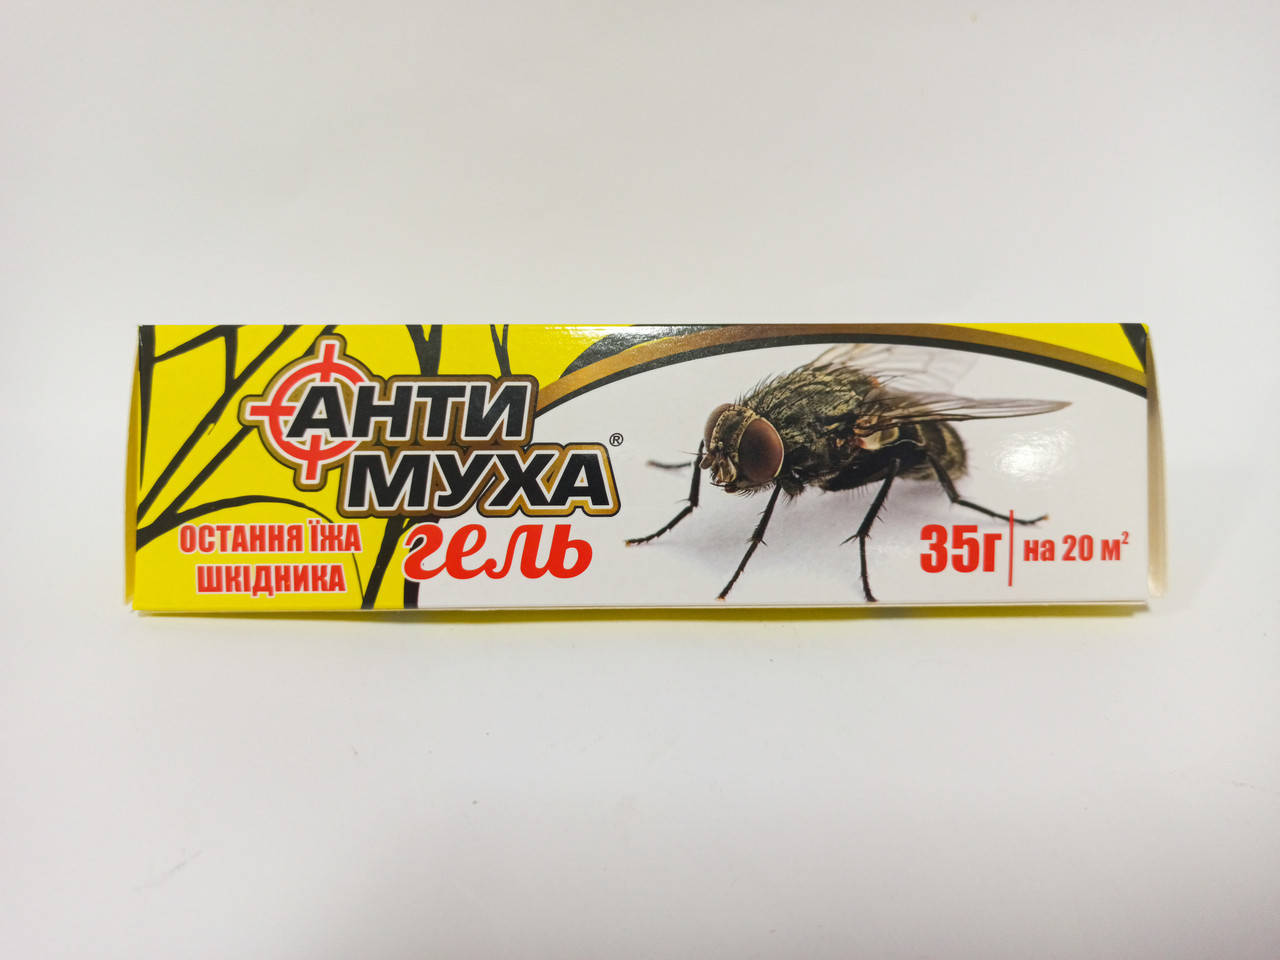 АНТИ
МУХА®
гель
ОСТАННЯ ЇЖА
ШКІДНИКА
35г | на 20 м²